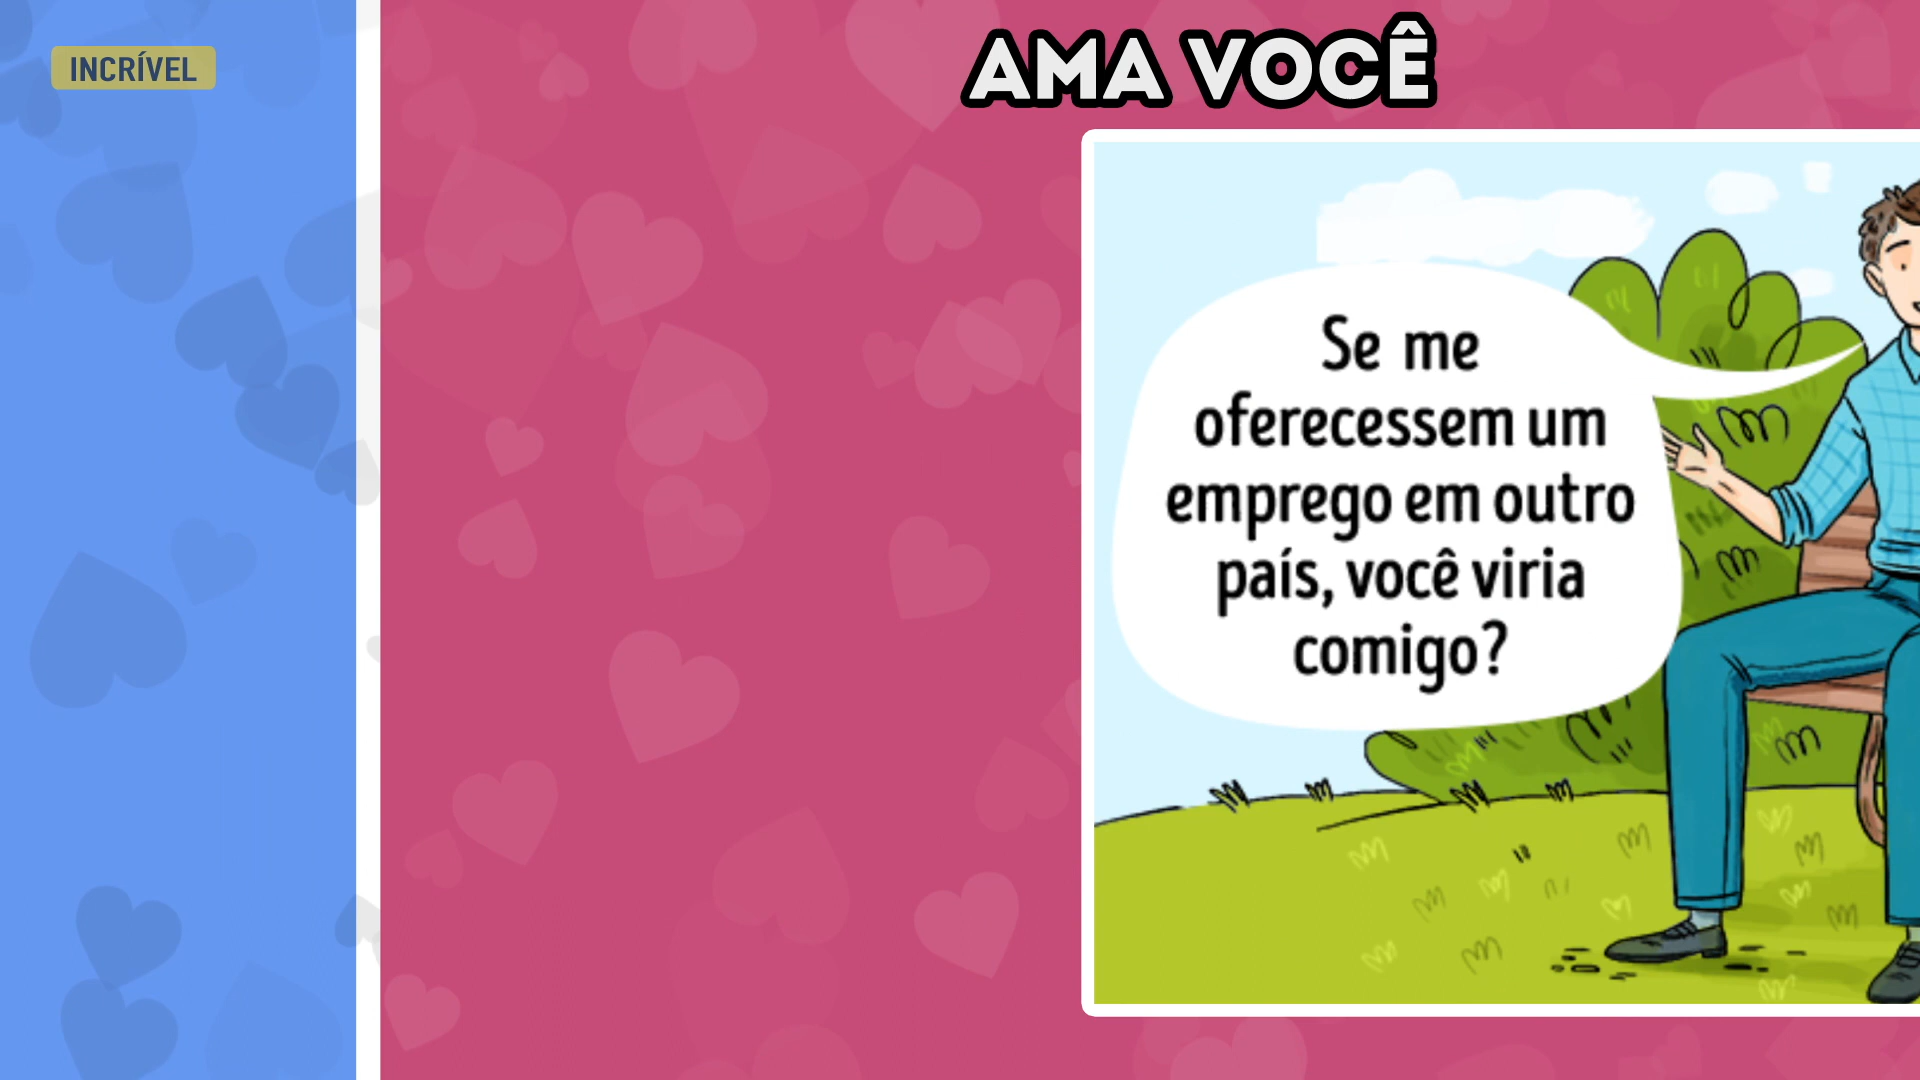 INCRÍVEL
AMA VOCÊ
Se me
oferecessem um
emprego em outro
país, você viria
comigo?